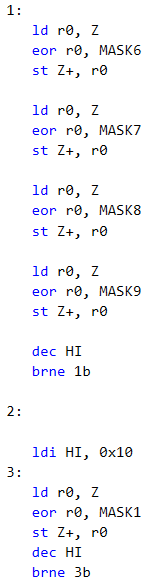 1:
ld r0, Z
eor r0, MASK6
st Z+, r0
ld r0, Z
eor r0, MASK7
st Z+, r0
ld r0, Z
eor r0, MASK8
st Z+, r0
ld r0, Z
eor r0, MASK9
st Z+, r0
dec HI
brne 1b
2:
ldi HI, 0x10
3:
ld r0, Z
eor r0, MASK1
st Z+, r0
dec HI
brne 3b